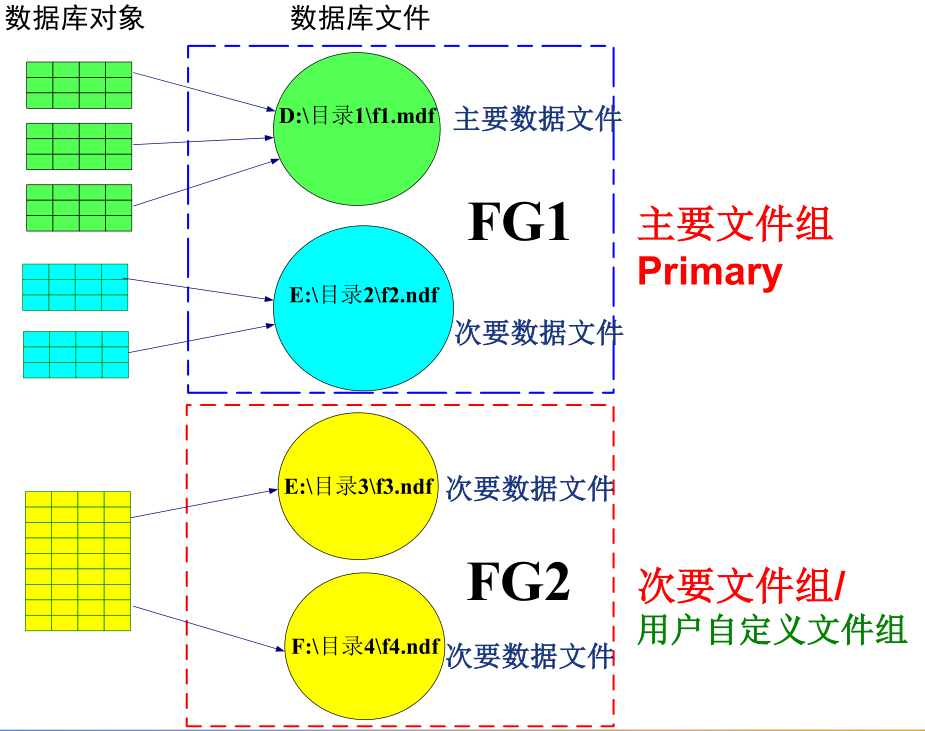 数据库对象
数据库文件
D:\目录1\f1.mdf
主要数据文件
FG1
主要文件组
Primary
E:\目录2\f2.ndf
次要数据文件
E:\目录3\f3.ndf
次要数据文件
FG2
次要文件组/
用户自定义文件组
F:\目录4\f4.ndf
次要数据文件